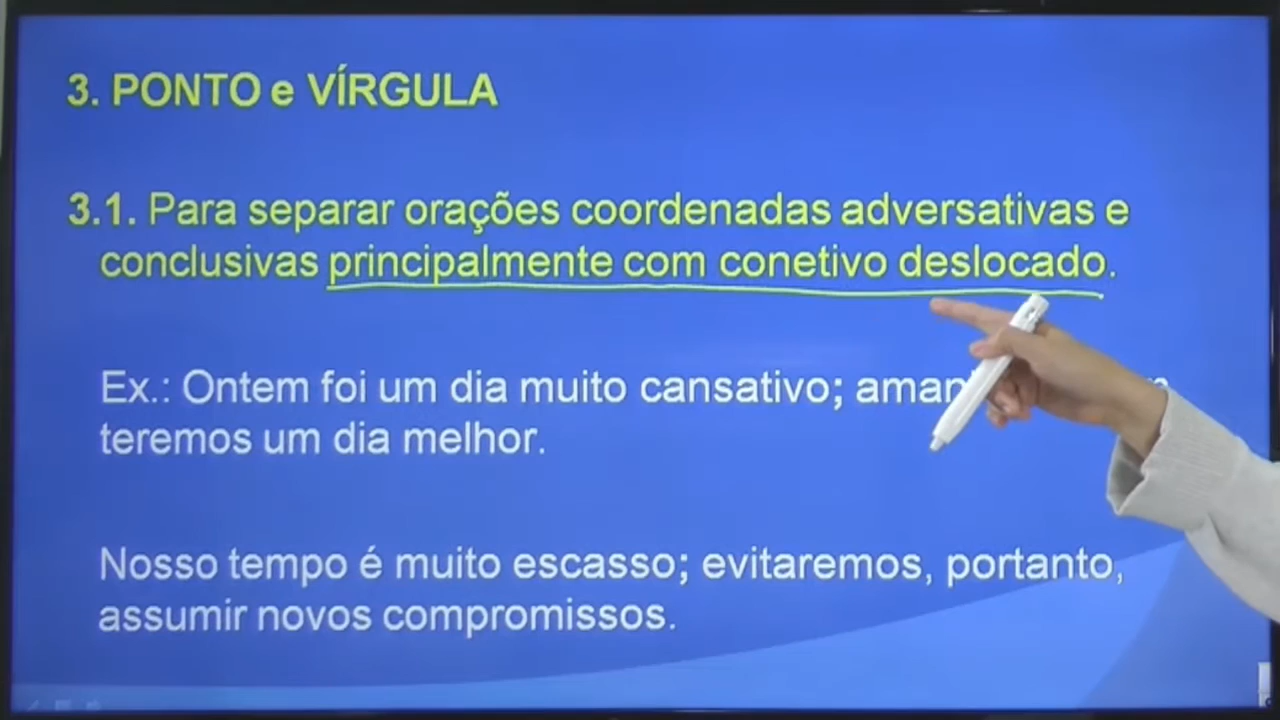 3. PONTO e VÍRGULA
3.1. Para separar orações coordenadas adversativas e
conclusivas principalmente com conetivo deslocado.
Ex.: Ontem foi um dia muito cansativo;
teremos um dia melhor.
Nosso tempo é muito escasso; evitaremos, portanto,
assumir novos compromissos.